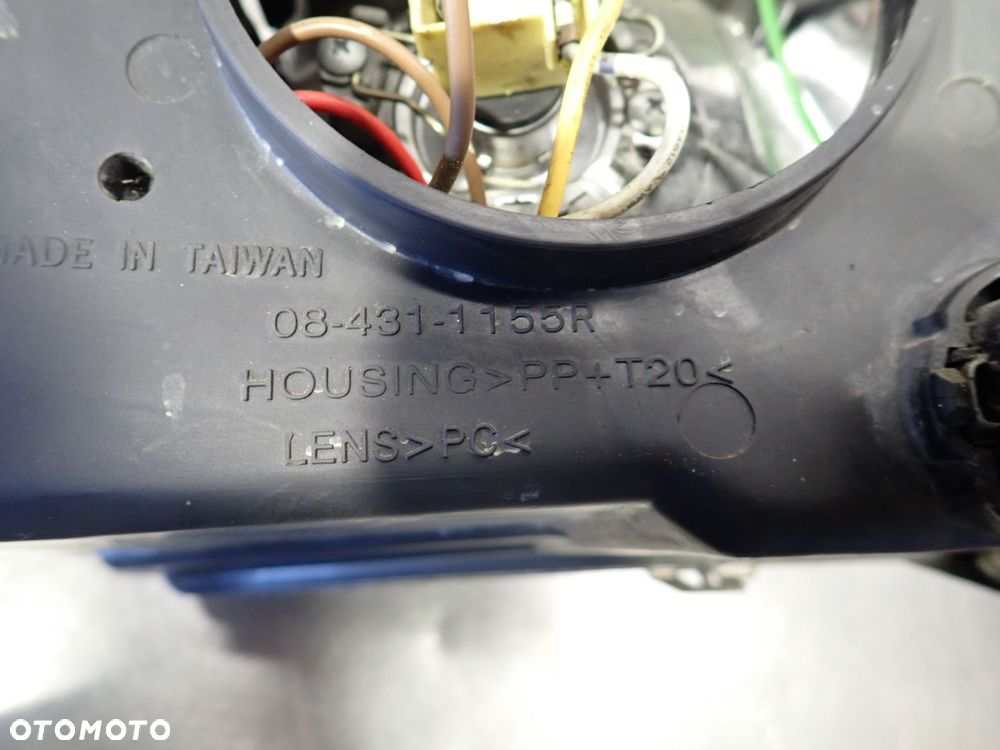 MADE IN TAIWAN
08-431-1155R
HOUSING>PP+T20<
LENS>PC<
OTOMOTO